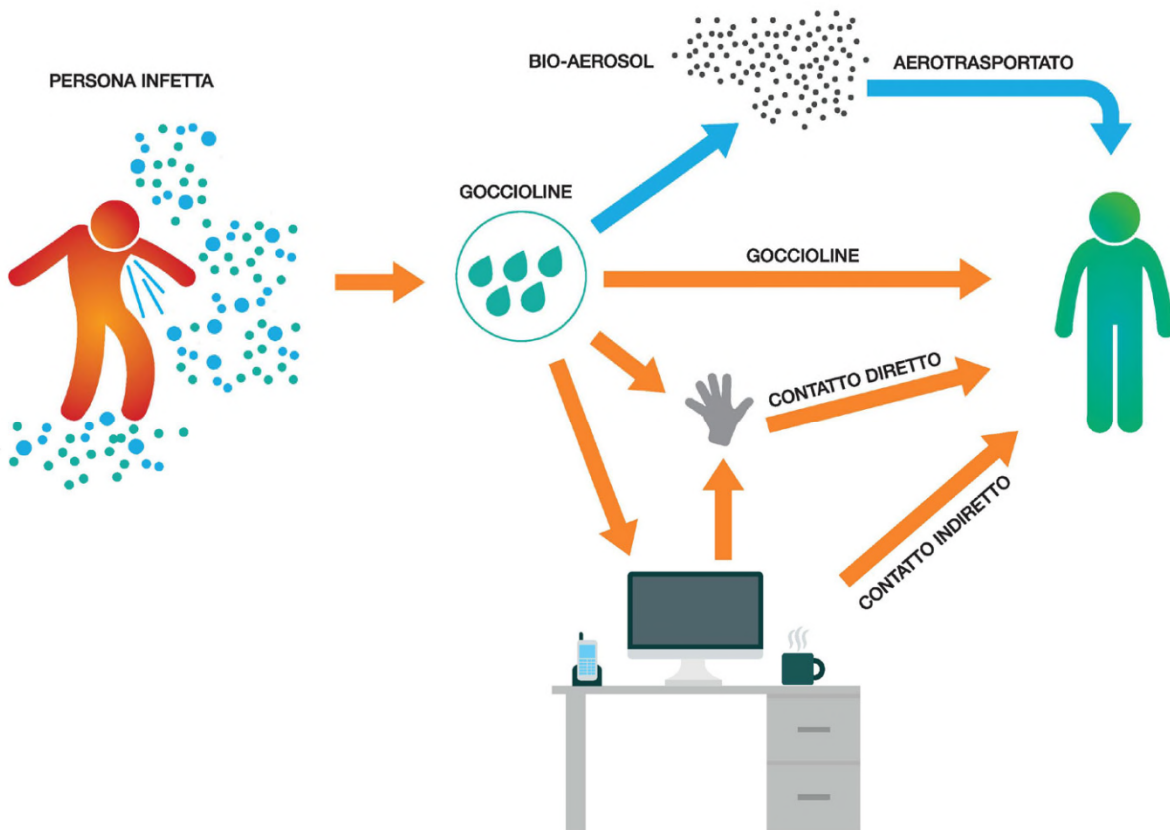 PERSONA INFETTA
BIO-AEROSOL
AEROTRASPORTATO
GOCCIOLINE
GOCCIOLINE
CONTATTO DIRETTO
CONTATTO INDIRETTO